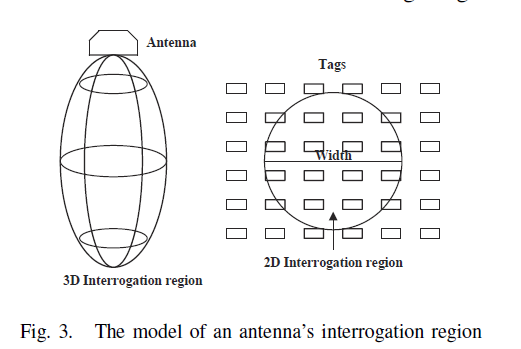 Antenna
Tags
Width
2D Interrogation region
3D Interrogation region
Fig. 3. The model of an antenna's interrogation region